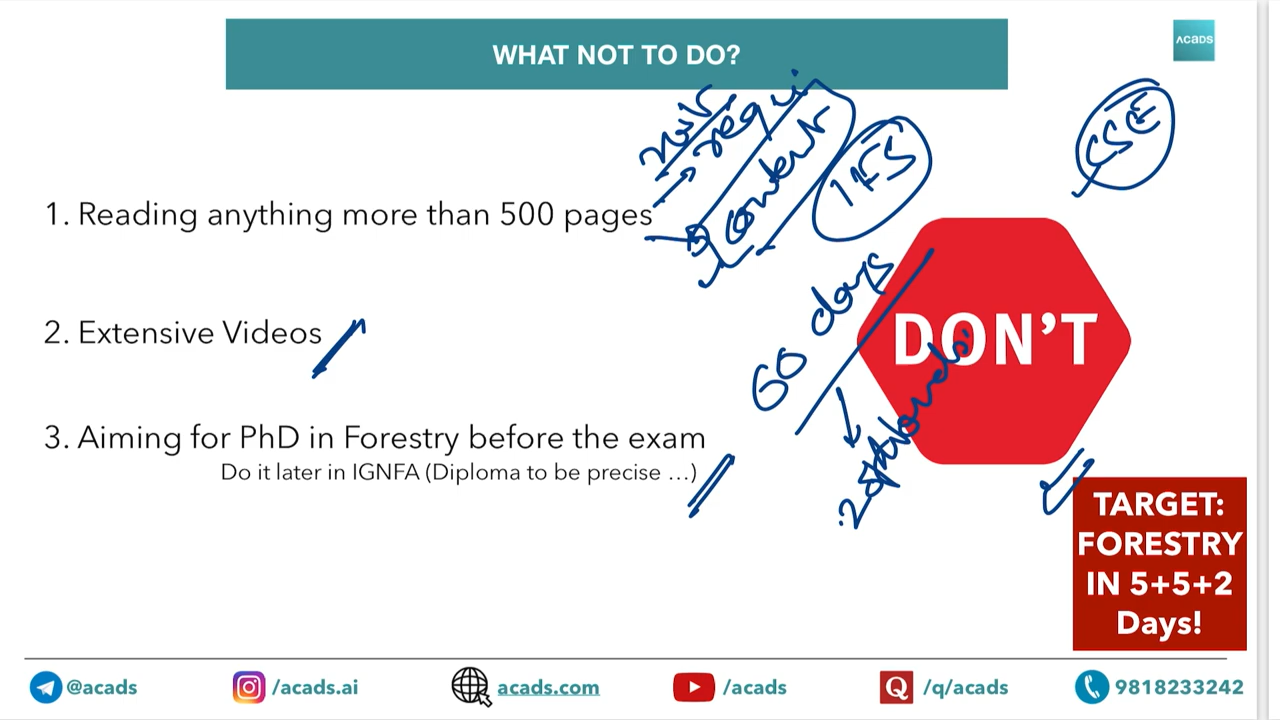 WHAT NOT TO DO?
ACADS
requi
content
IFS
CSE
1. Reading anything more than 500 pages
60 days
2. Extensive Videos
DON'T
3. Aiming for PhD in Forestry before the exam
Do it later in IGNFA (Diploma to be precise ...)
TARGET:
FORESTRY
IN 5+5+2
Days!
@acads
/acads.ai
acads.com
/acads
/q/acads
9818233242